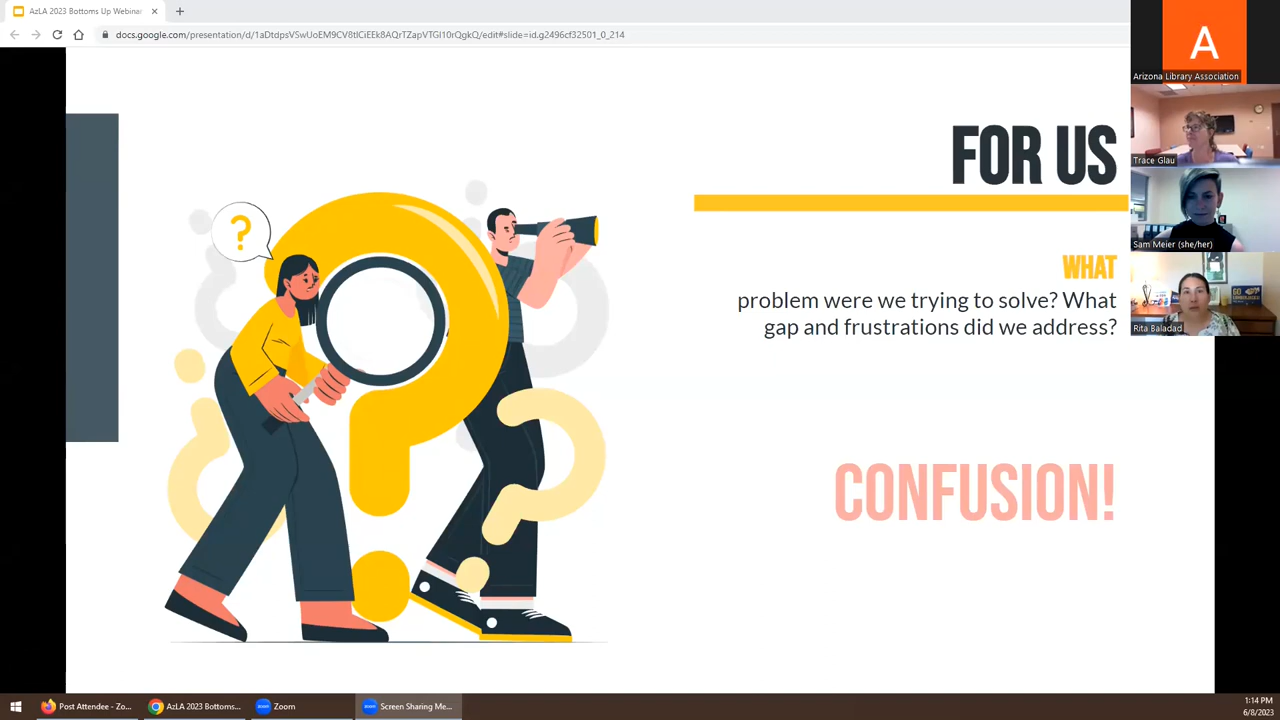 AzLA 2023 Bottoms Up Webinar
docs.google.com/presentation/d/1aDtdpsVSwUoEM9CV8tlCiEEk8AQrTZapVTGl10rQgkQ/edit#slide=id.g2496cf32501_0_214
A
Arizona Library Association
Trace Glau
Sam Meier (she/her)
Rita Baladad
FOR US
WHAT
problem were we trying to solve? What
gap and frustrations did we address?
CONFUSION!
?
Post Attendee - Zo...
AzLA 2023 Bottoms...
zoom
Zoom
zoom
Screen Sharing Me...
1:14 PM
6/8/2023